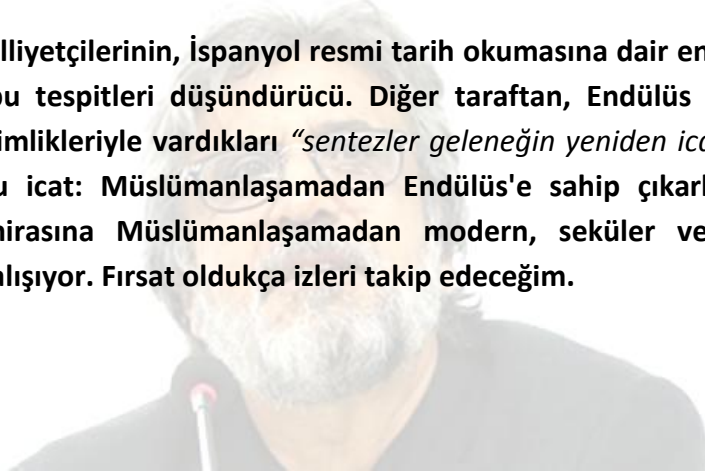 lliyetçilerinin, İspanyol resmi tarih okumasına dair en
bu tespitleri düşündürücü. Diğer taraftan, Endülüs
imlikleriyle vardıkları “sentezler geleneğin yeniden ica
u icat: Müslümanlaşamadan Endülüs'e sahip çıkarl
mirasına Müslümanlaşamadan modern, seküler ve
alışıyor. Fırsat oldukça izleri takip edeceğim.